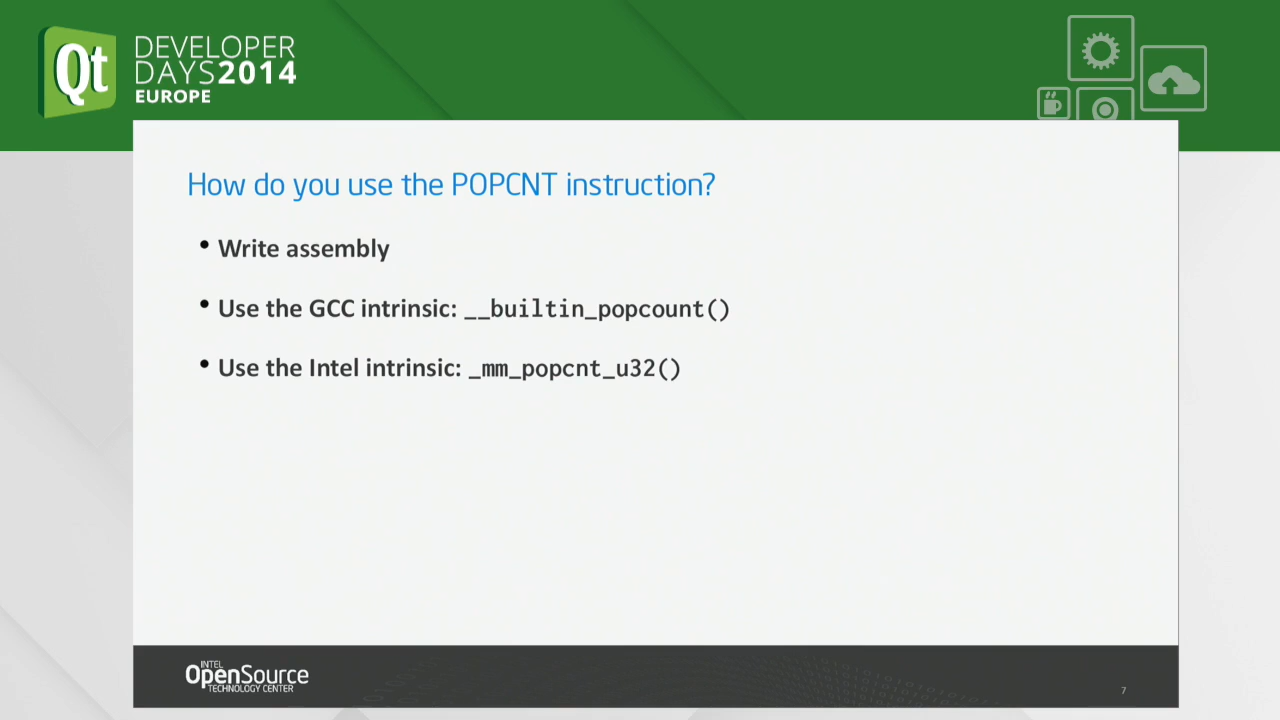 Qt
DEVELOPER
DAYS2014
EUROPE
How do you use the POPCNT instruction?
• Write assembly
• Use the GCC intrinsic: __builtin_popcount()
• Use the Intel intrinsic: _mm_popcnt_u32()
INTEL
OpenSource
TECHNOLOGY CENTER
7